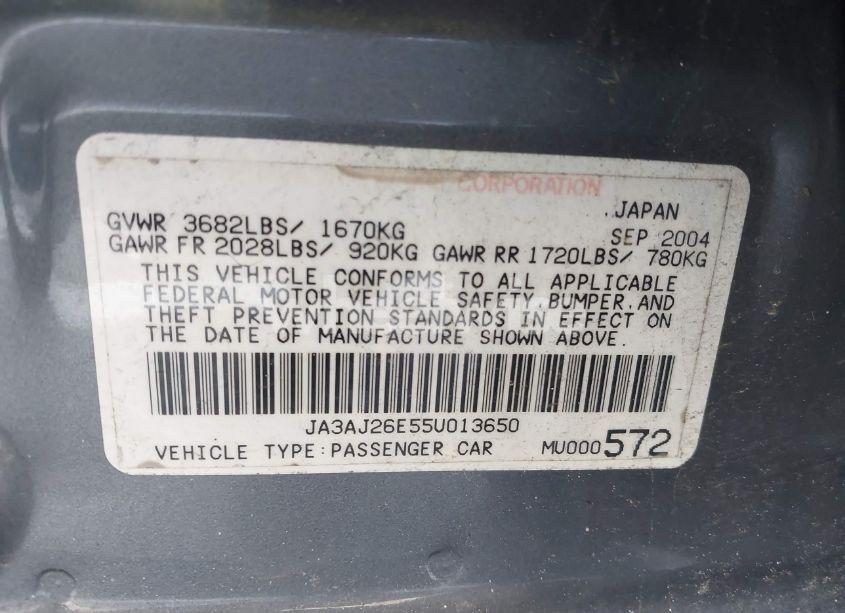 CORPORATION
JAPAN
GVWR 3682LBS/ 1670KG SEP 2004
GAWR FR 2028LBS/ 920KG GAWR RR 1720LBS/ 780KG
THIS VEHICLE CONFORMS TO ALL APPLICABLE
FEDERAL MOTOR VEHICLE SAFETY,BUMPER,AND
THEFT PREVENTION STANDARDS IN EFFECT ON
THE DATE OF MANUFACTURE SHOWN ABOVE.
JA3AJ26E55U013650
VEHICLE TYPE:PASSENGER CAR MU000572